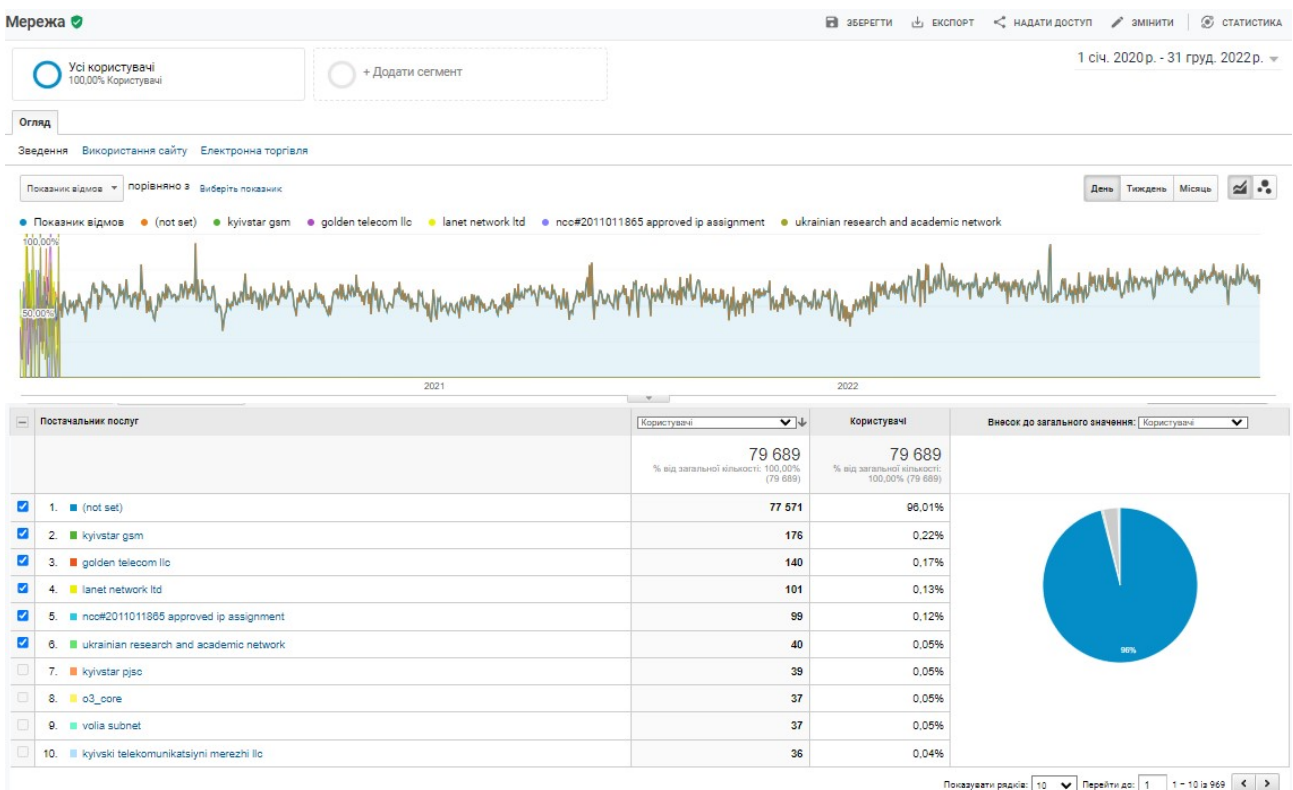 Мережа
ЗБЕРЕГТИ ЕКСПОРТ НАДАТИ ДОСТУП ЗМІНИТИ СТАТИСТИКА
Усі користувачі
100,00% Користувачі
+ Додати сегмент
1 січ. 2020 р. - 31 груд. 2022 р.
Огляд
Зведення Використання сайту Електронна торгівля
Показник відмов порівняно з Виберіть показник
День Тиждень Місяць
Показник відмов (not set) kyivstar gsm golden telecom llc lanet network ltd ncc#2011011865 approved ip assignment ukrainian research and academic network
100,00%
50,00%
2021 2022
Постачальник послуг Користувачі Користувачі Внесок до загального значення: Користувачі
79 689 79 689
% від загальної кількості: 100,00% (79 689) % від загальної кількості: 100,00% (79 689)
1. (not set) 77 571 96,01%
2. kyivstar gsm 176 0,22%
3. golden telecom llc 140 0,17%
4. lanet network ltd 101 0,13%
5. ncc#2011011865 approved ip assignment 99 0,12%
6. ukrainian research and academic network 40 0,05%
7. kyivstar pjsc 39 0,05%
8. o3_core 37 0,05%
9. volia subnet 37 0,05%
10. kyivski telekomunikatsiyni merezhi llc 36 0,04%
96%
Показувати рядків: 10 Перейти до: 1 1 – 10 із 969